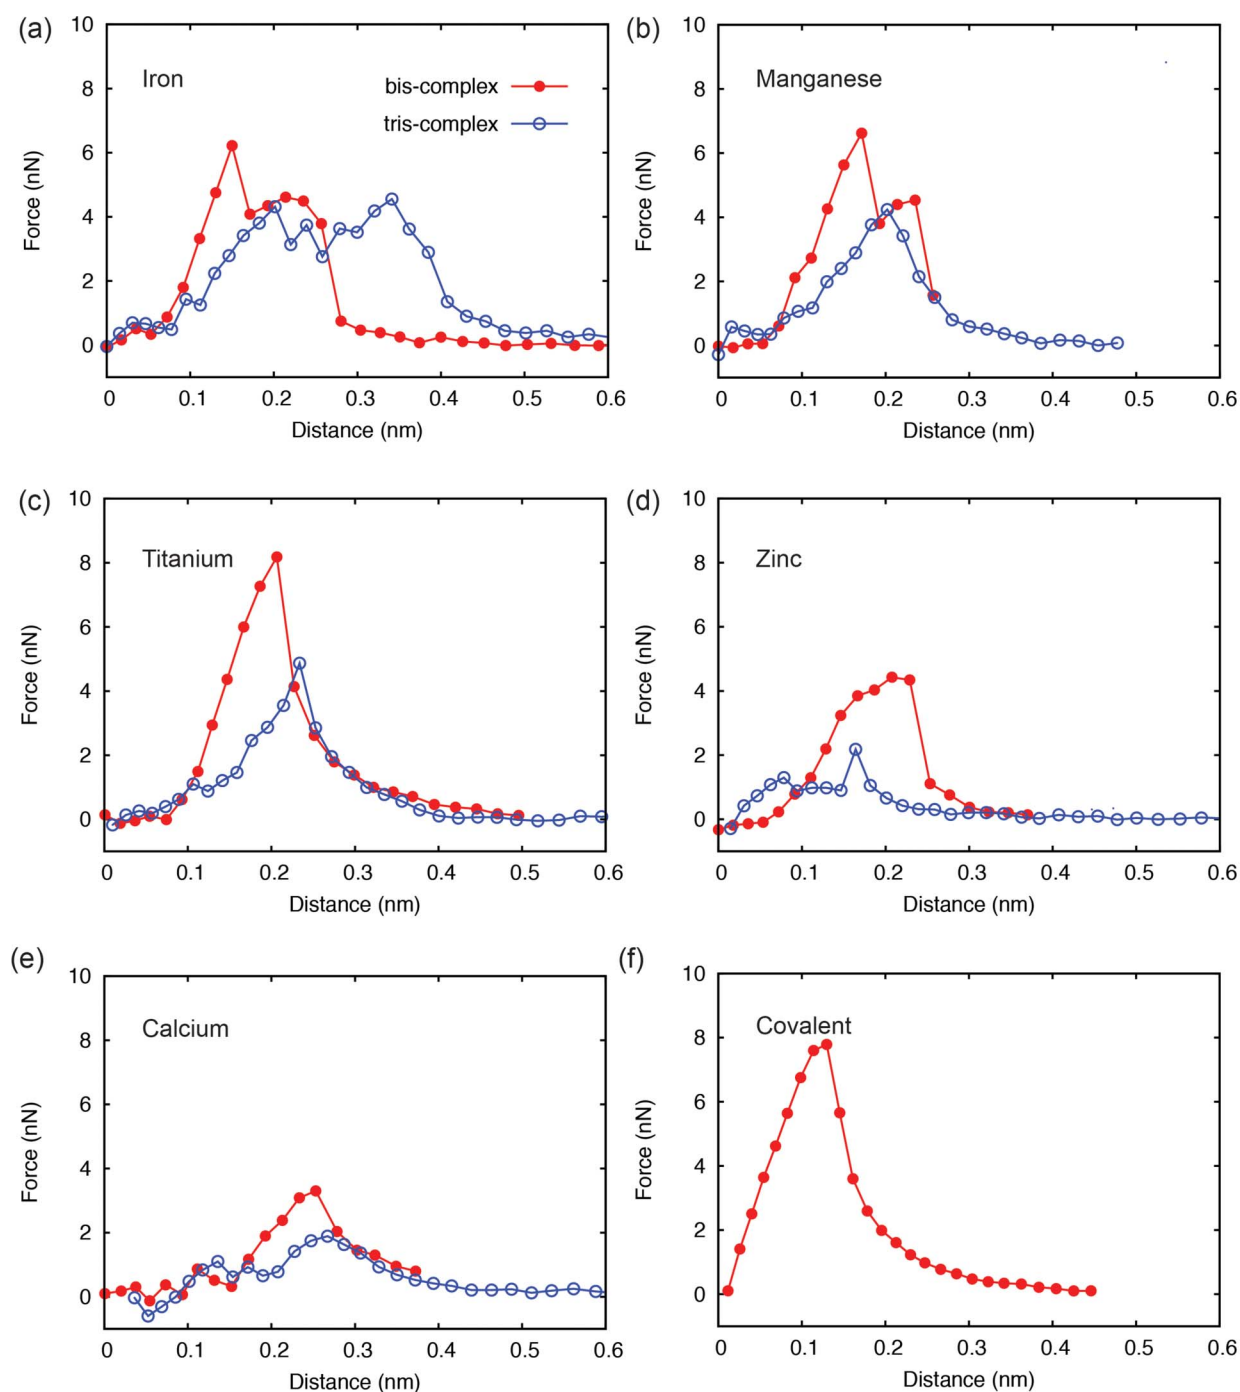 (a)
Iron
bis-complex
tris-complex
Force (nN)
10
8
6
4
2
0
0 0.1 0.2 0.3 0.4 0.5 0.6
Distance (nm)
(b)
Manganese
Force (nN)
10
8
6
4
2
0
0 0.1 0.2 0.3 0.4 0.5 0.6
Distance (nm)
(c)
Titanium
Force (nN)
10
8
6
4
2
0
0 0.1 0.2 0.3 0.4 0.5 0.6
Distance (nm)
(d)
Zinc
Force (nN)
10
8
6
4
2
0
0 0.1 0.2 0.3 0.4 0.5 0.6
Distance (nm)
(e)
Calcium
Force (nN)
10
8
6
4
2
0
0 0.1 0.2 0.3 0.4 0.5 0.6
Distance (nm)
(f)
Covalent
Force (nN)
10
8
6
4
2
0
0 0.1 0.2 0.3 0.4 0.5 0.6
Distance (nm)